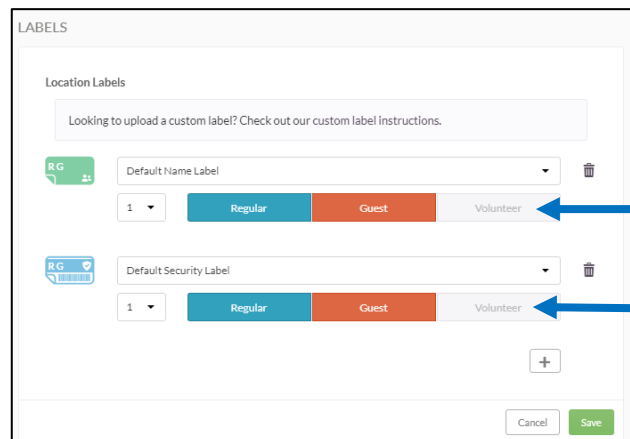 LABELS
Location Labels
Looking to upload a custom label? Check out our custom label instructions.
RG
Default Name Label
1 Regular Guest Volunteer
RG
Default Security Label
1 Regular Guest Volunteer
+
Cancel Save